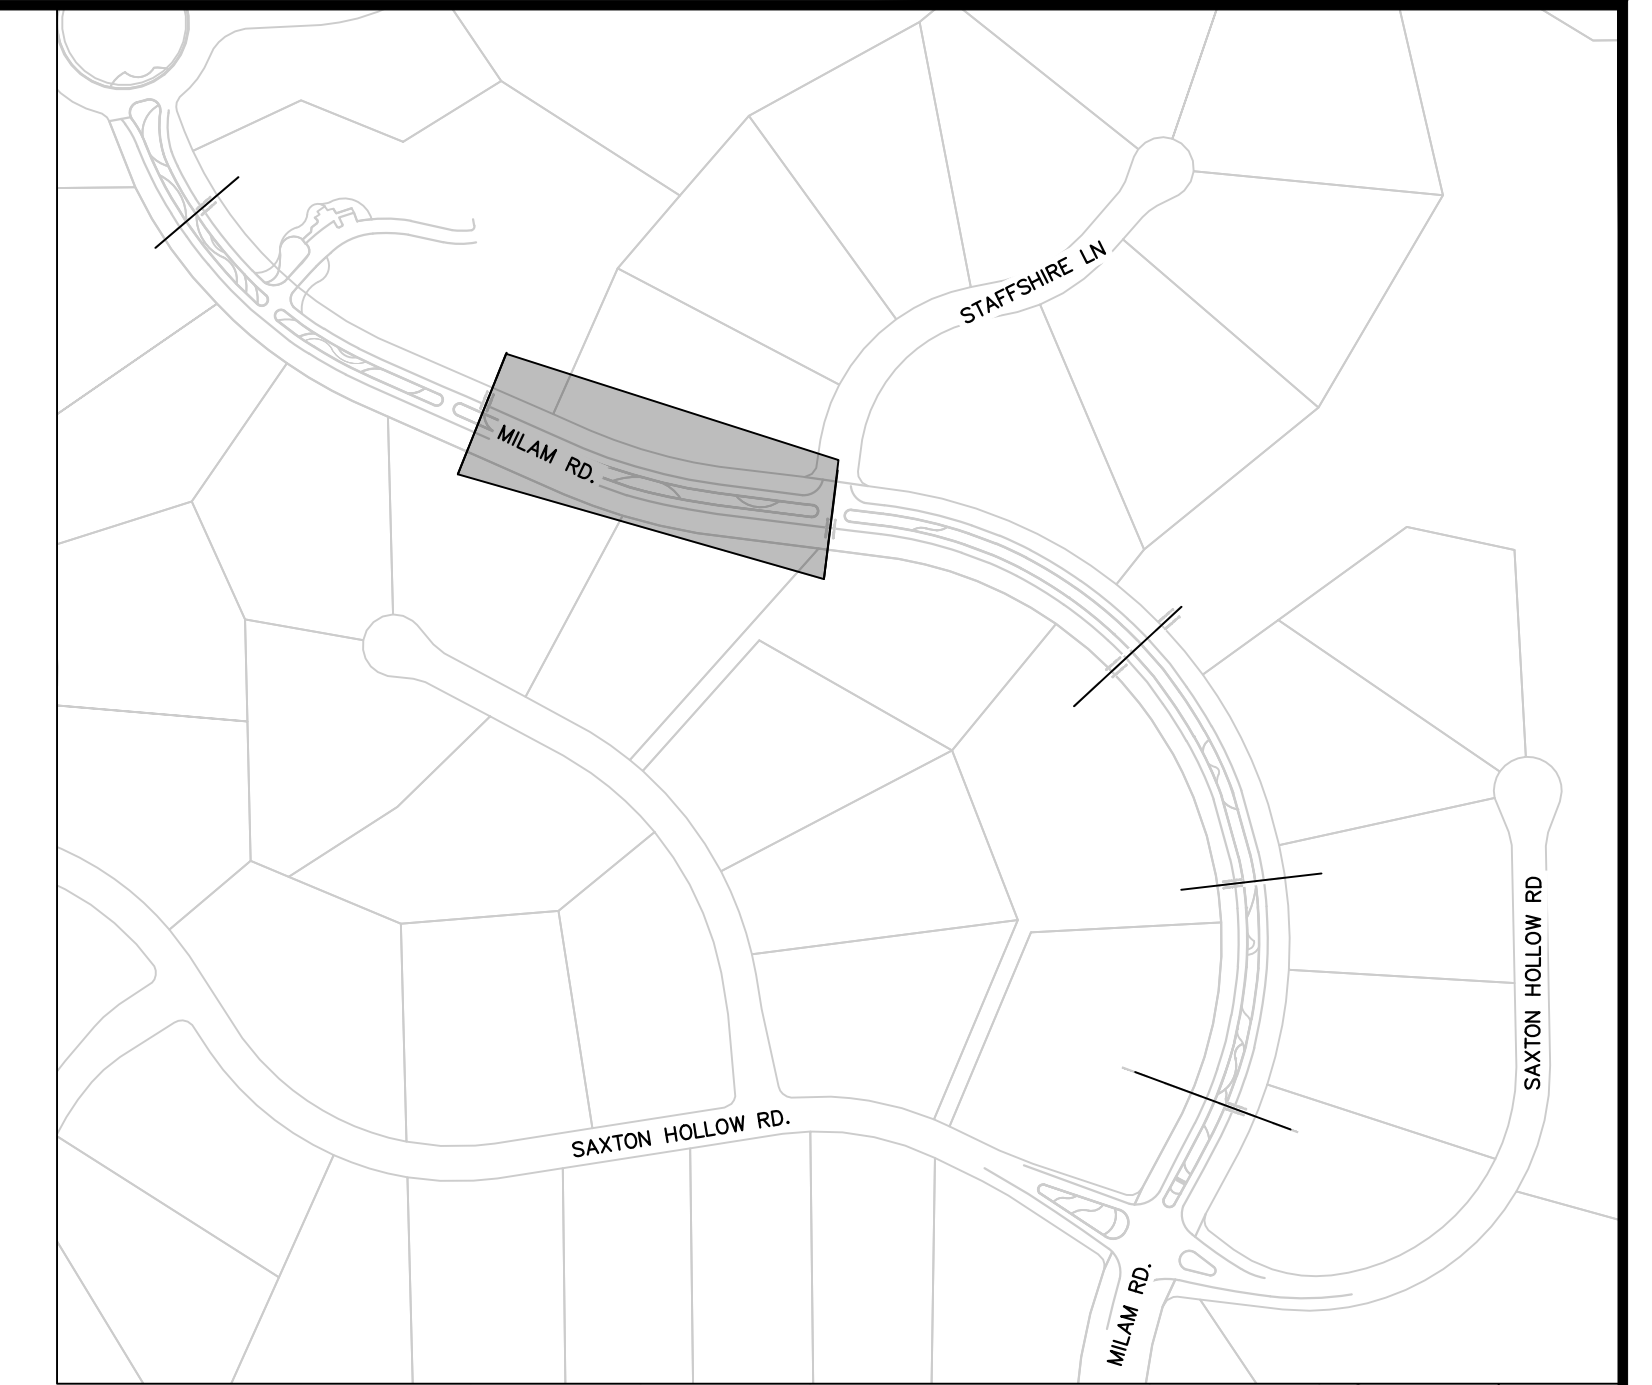 STAFFSHIRE LN
MILAM RD.
SAXTON HOLLOW RD
SAXTON HOLLOW RD.
MILAM RD.